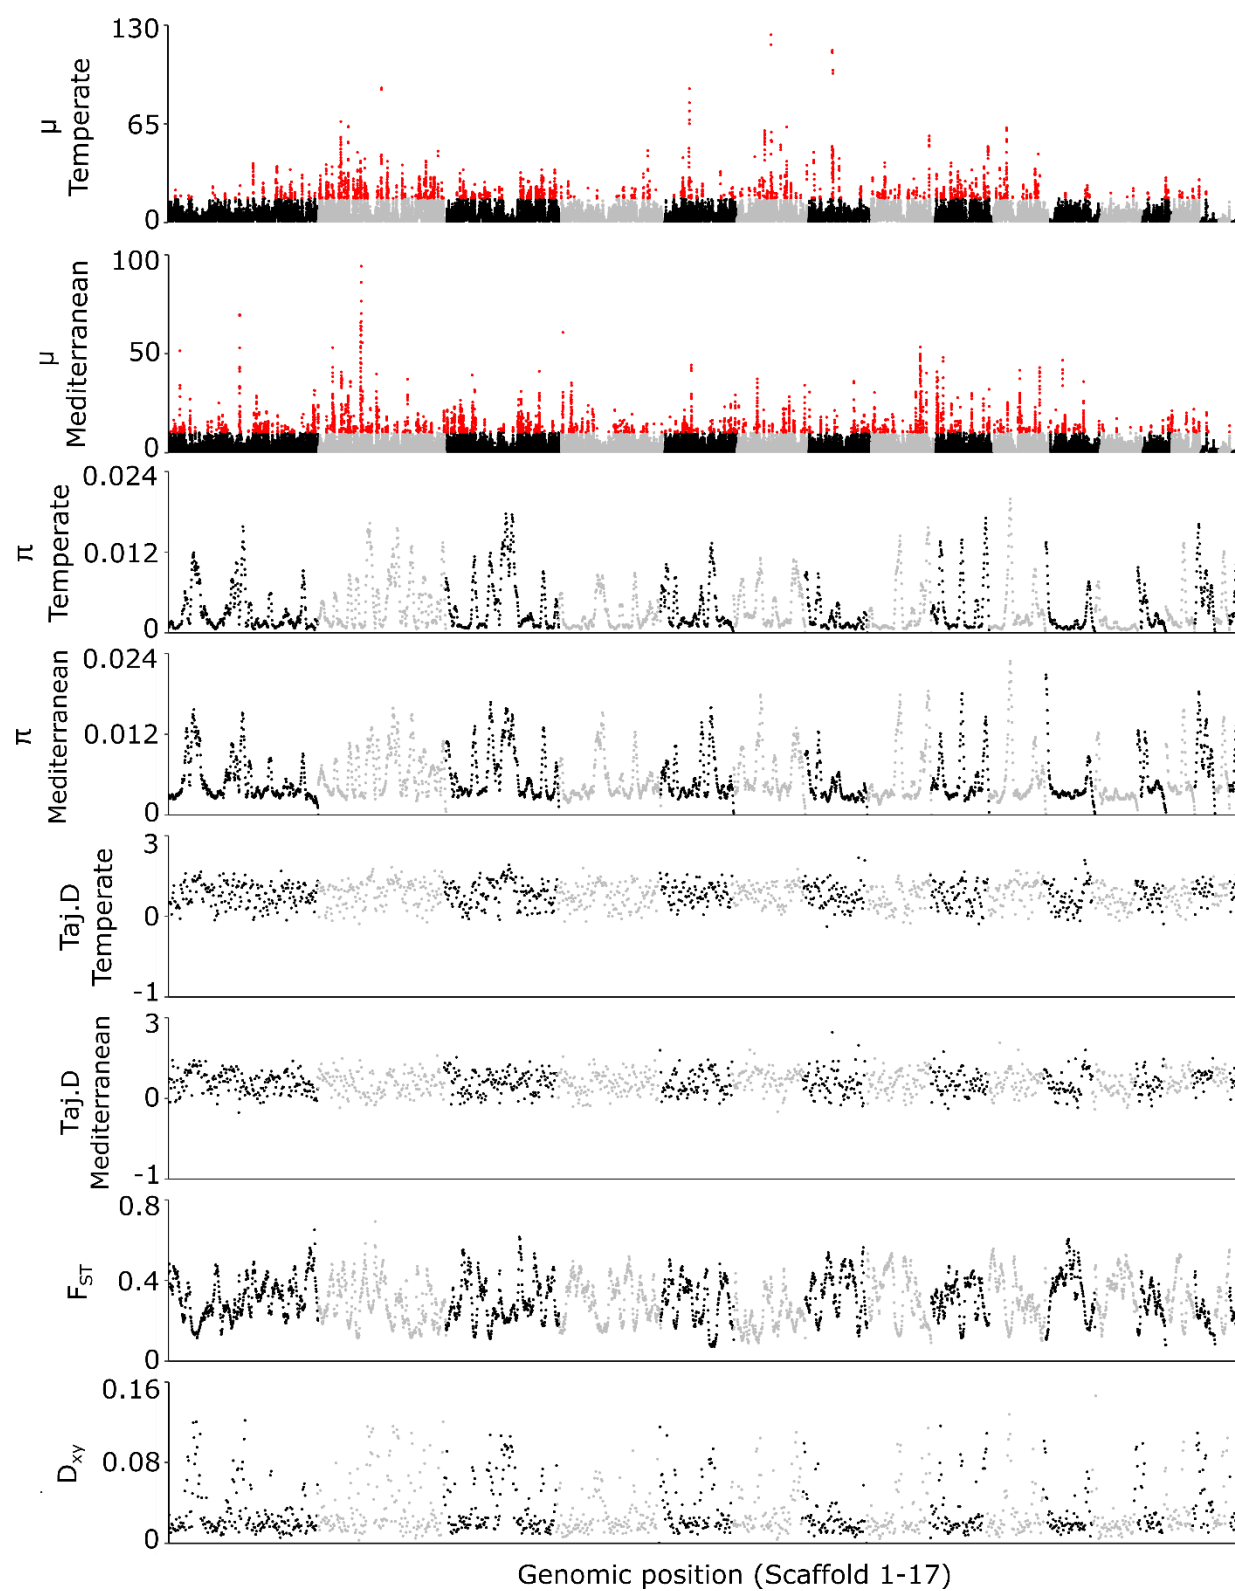 μ
Temperate
130
65
0
μ
Mediterranean
100
50
0
π
Temperate
0.024
0.012
0
π
Mediterranean
0.024
0.012
0
Taj.D
Temperate
3
0
-1
Taj.D
Mediterranean
3
0
-1
FST
0.8
0.4
0
Dxy
0.16
0.08
0
Genomic position (Scaffold 1-17)